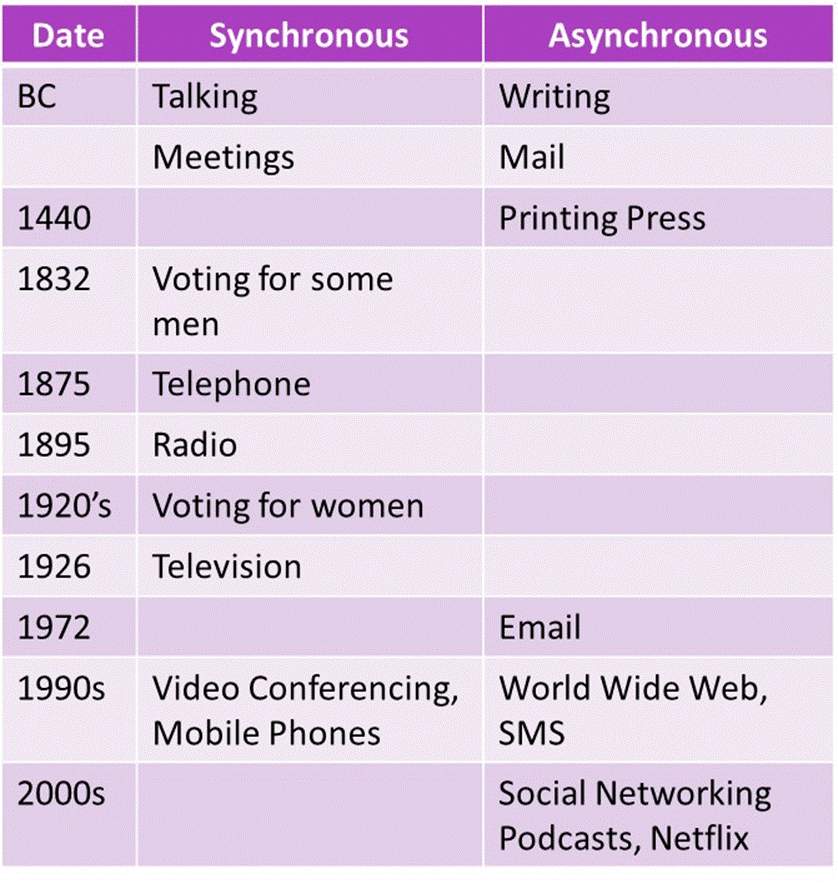 Date Synchronous Asynchronous
BC Talking Writing
Meetings Mail
1440 Printing Press
1832 Voting for some
men
1875 Telephone
1895 Radio
1920’s Voting for women
1926 Television
1972 Email
1990s Video Conferencing, World Wide Web,
Mobile Phones SMS
2000s Social Networking
Podcasts, Netflix